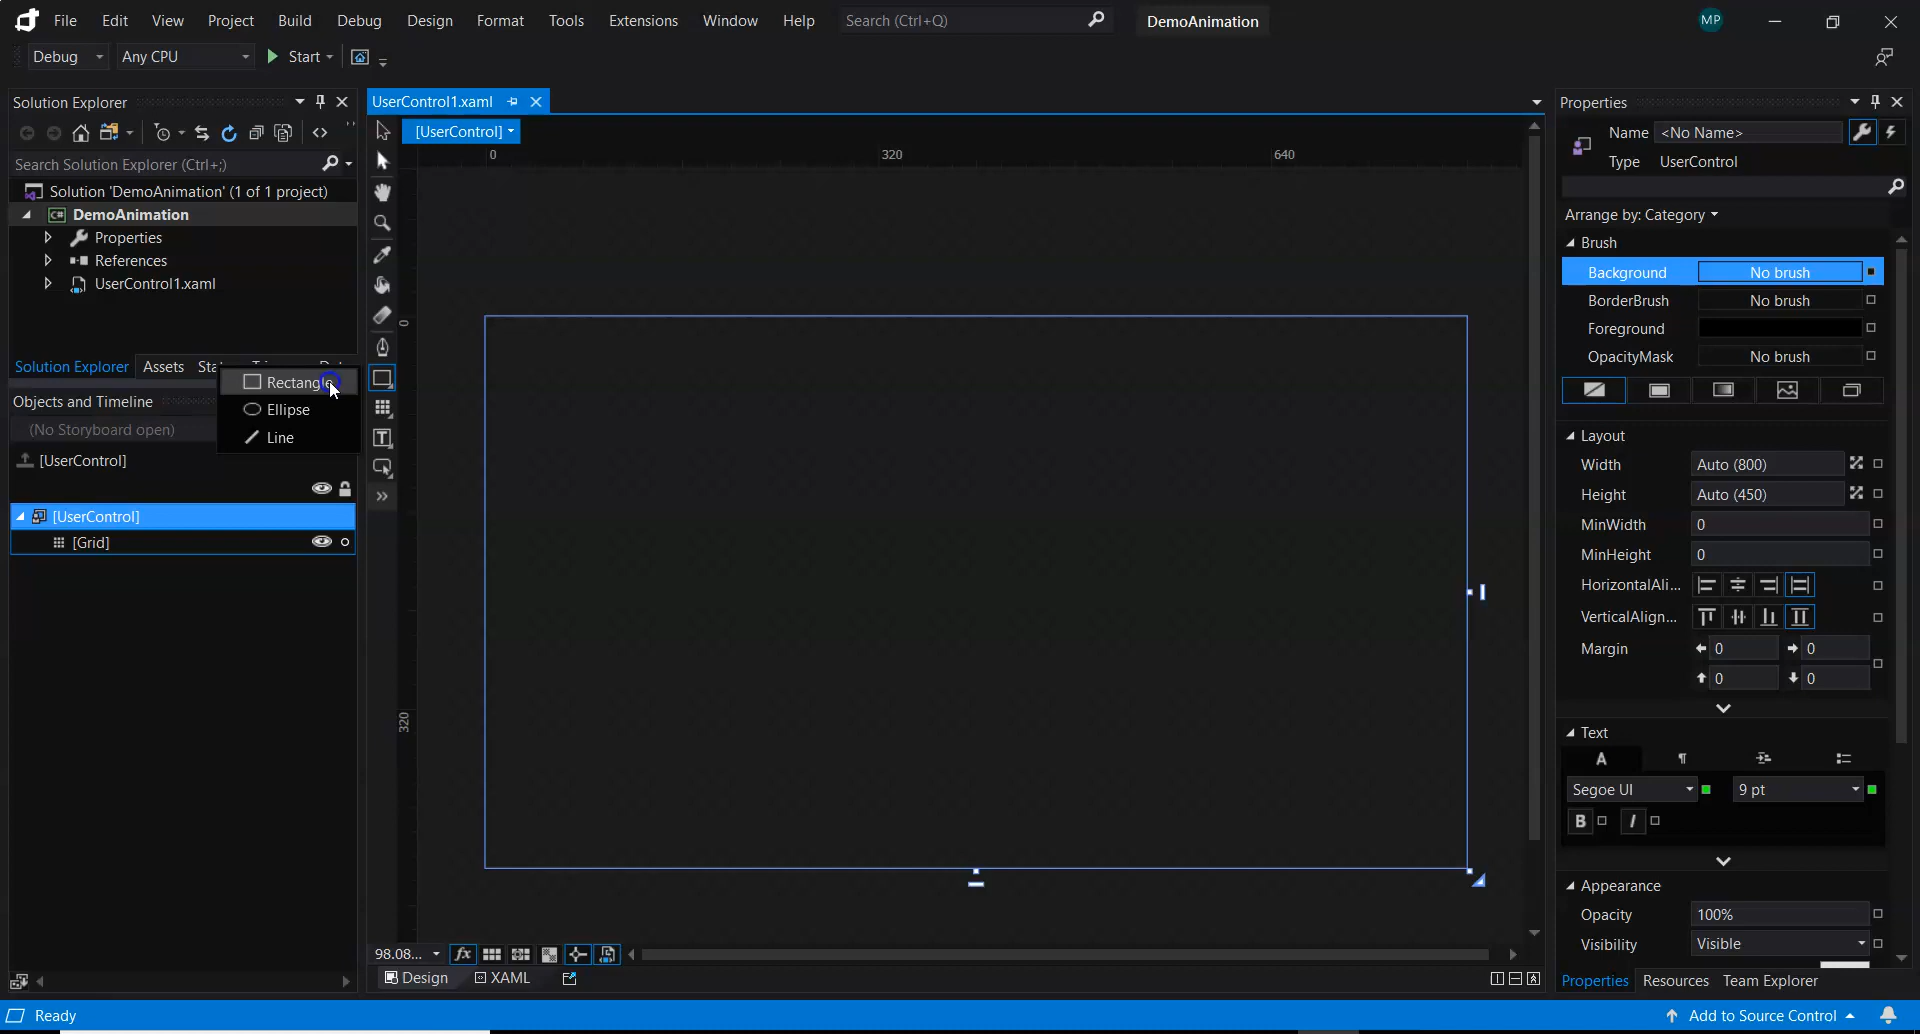 File Edit View Project Build Debug Design Format Tools Extensions Window Help Search (Ctrl+Q) DemoAnimation MP
Debug Any CPU Start
Solution Explorer
Search Solution Explorer (Ctrl+;)
Solution 'DemoAnimation' (1 of 1 project)
DemoAnimation
Properties
References
UserControl1.xaml
Solution Explorer Assets
Rectangle
Ellipse
Line
Objects and Timeline
(No Storyboard open)
[UserControl]
[UserControl]
[Grid]
UserControl1.xaml
[UserControl]
0 320 640
0
320
98.08...
Design XAML
Properties
Name <No Name>
Type UserControl
Arrange by: Category
Brush
Background No brush
BorderBrush No brush
Foreground
OpacityMask No brush
Layout
Width Auto (800)
Height Auto (450)
MinWidth 0
MinHeight 0
HorizontalAli...
VerticalAlign...
Margin 0 0
0 0
Text
Segoe UI 9 pt
B I
Appearance
Opacity 100%
Visibility Visible
Properties Resources Team Explorer
Ready Add to Source Control